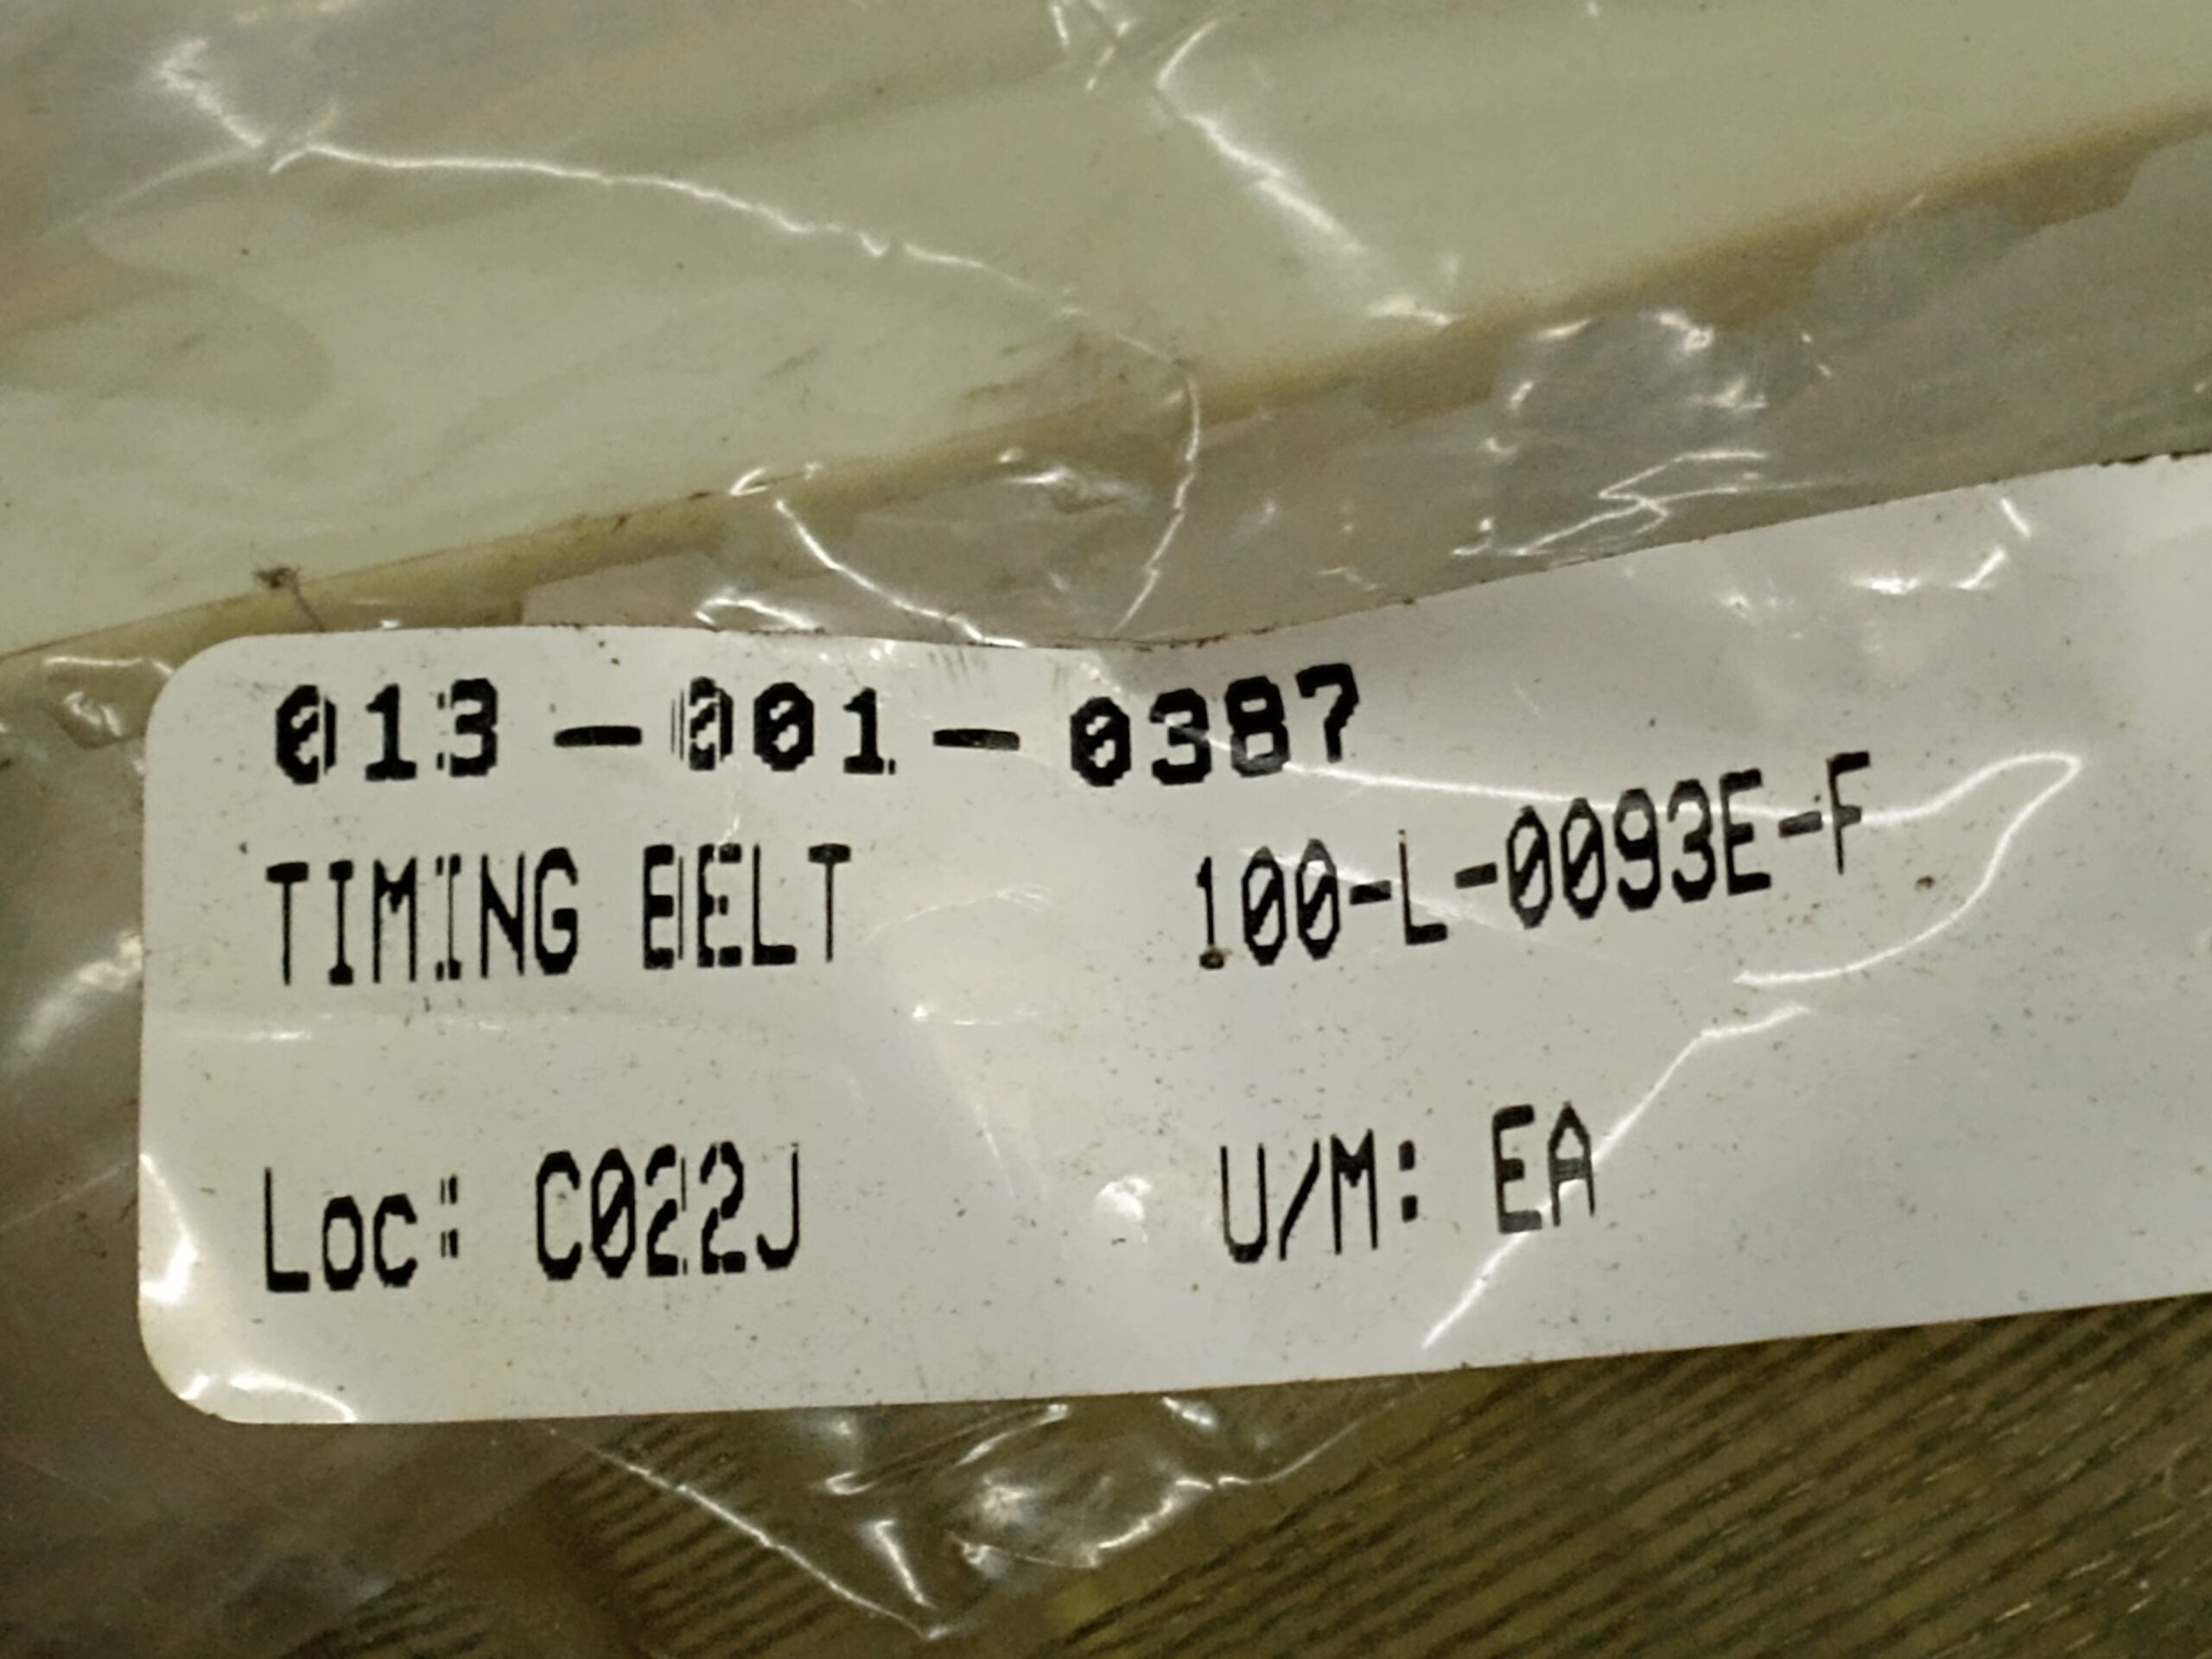 013-001-0387
TIMING BELT 100-L-0093E-F
Loc: C022J U/M: EA